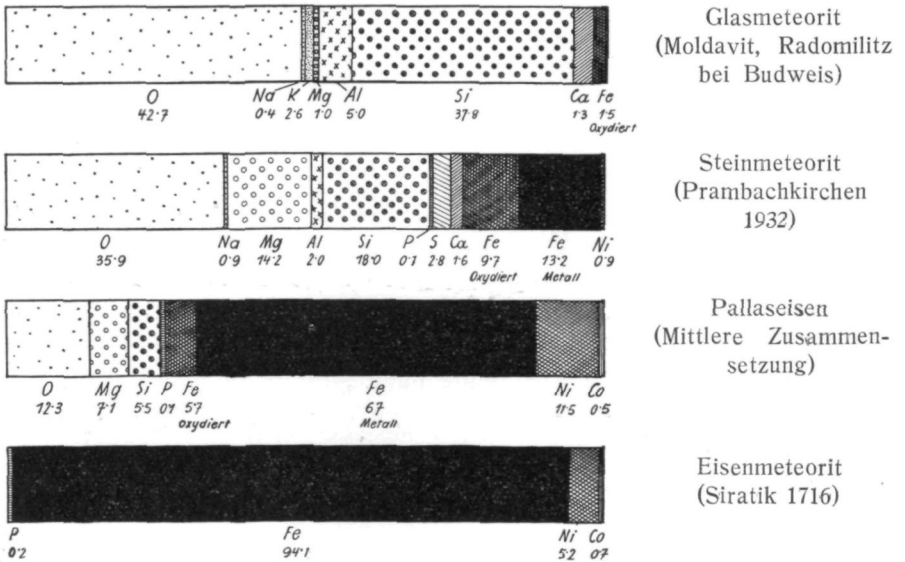 Glasmeteorit
(Moldavit, Radomilitz
bei Budweis)
O Na K Mg Al Si Ca Fe
42·7 0·4 2·6 1·0 5·0 37·8 1·3 1·5
Oxydiert
Steinmeteorit
(Prambachkirchen
1932)
O Na Mg Al Si P S Ca Fe Fe Ni
35·9 0·9 14·2 2·0 18·0 0·1 2·8 1·6 9·7 13·2 0·9
Oxydiert Metall
Pallaseisen
(Mittlere Zusammen-
setzung)
O Mg Si P Fe Fe Ni Co
12·3 7·1 5·5 0·1 5·7 67 11·5 0·5
Oxydiert Metall
Eisenmeteorit
(Siratik 1716)
P Fe Ni Co
0·2 94·1 5·2 0·7